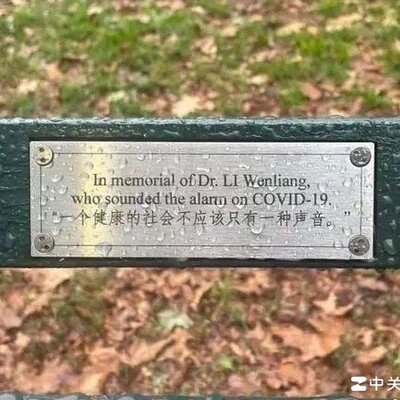 In memorial of Dr. LI Wenliang,
who sounded the alarm on COVID-19.
"一个健康的社会不应该只有一种声音。"
中关